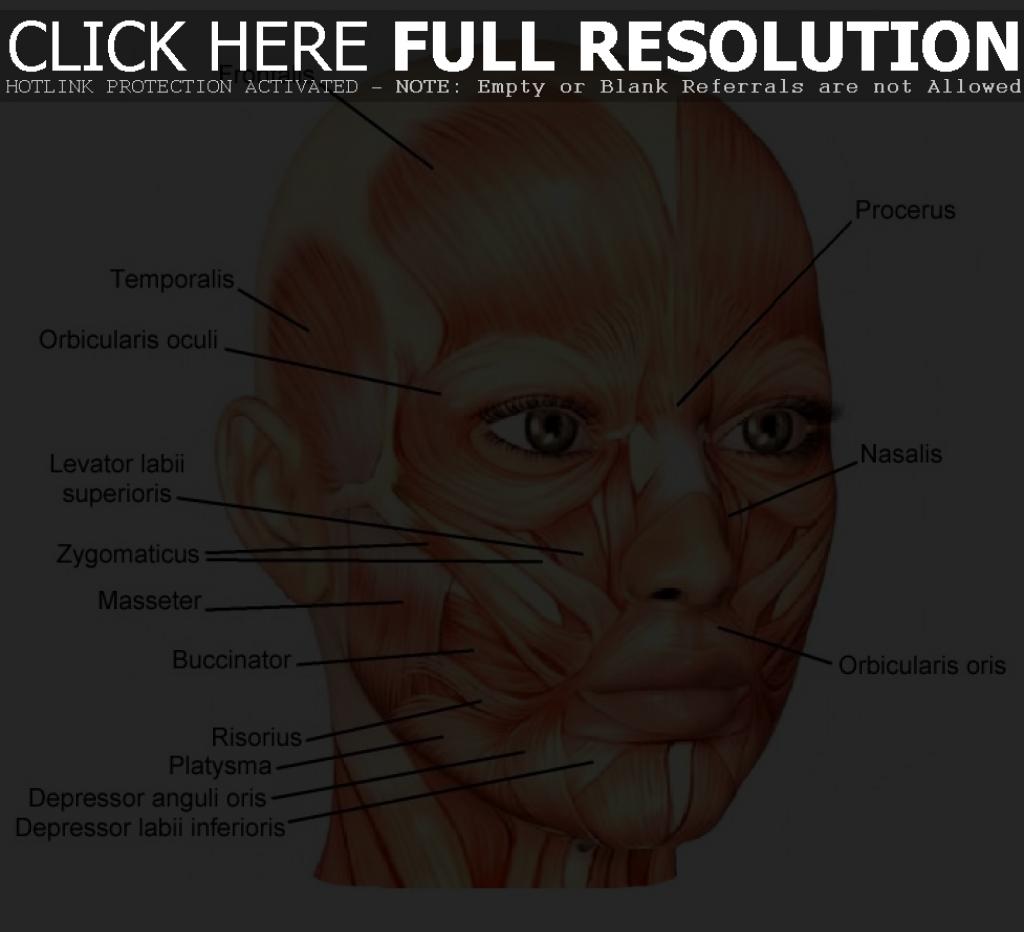 CLICK HERE FULL RESOLUTION
Frontalis
HOTLINK PROTECTION ACTIVATED – NOTE: Empty or Blank Referrals are not Allowed
Procerus
Temporalis
Orbicularis oculi
Nasalis
Levator labii
superioris
Zygomaticus
Masseter
Buccinator
Orbicularis oris
Risorius
Platysma
Depressor anguli oris
Depressor labii inferioris